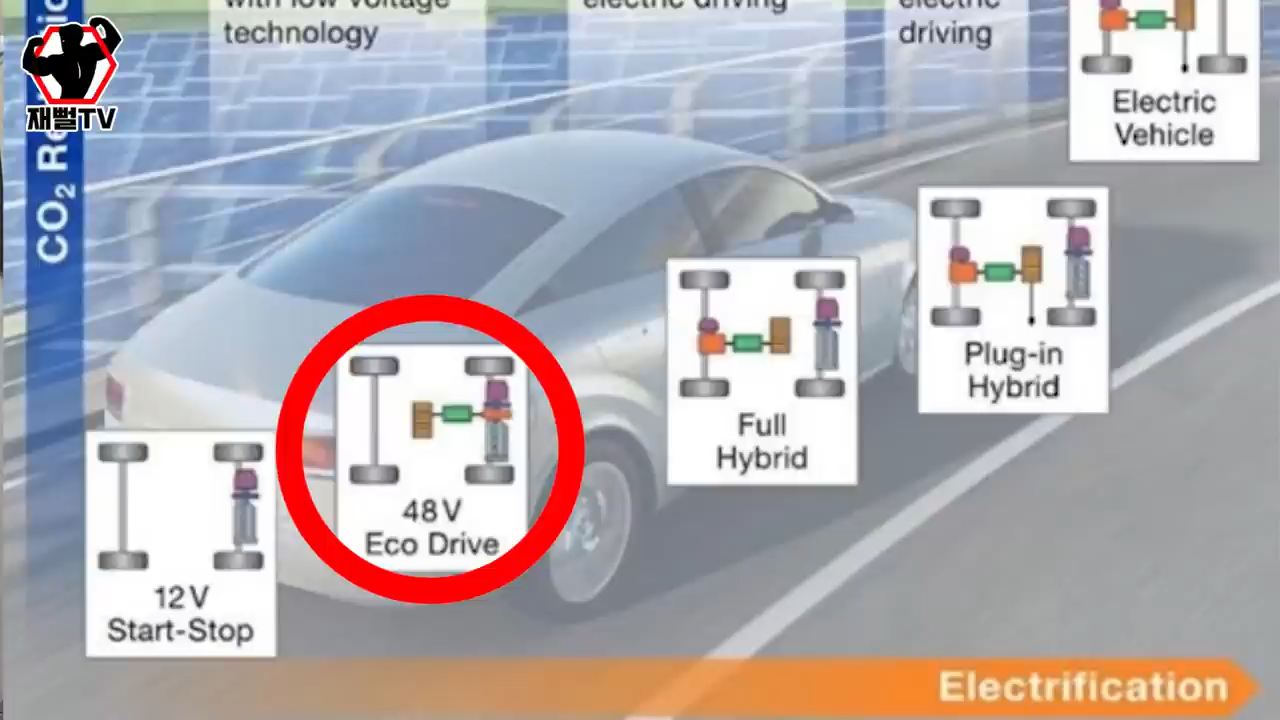 with low voltage
technology
electric driving
electric
driving
재뻘TV
CO₂
Electric
Vehicle
Plug-in
Hybrid
Full
Hybrid
48 V
Eco Drive
12 V
Start-Stop
Electrification